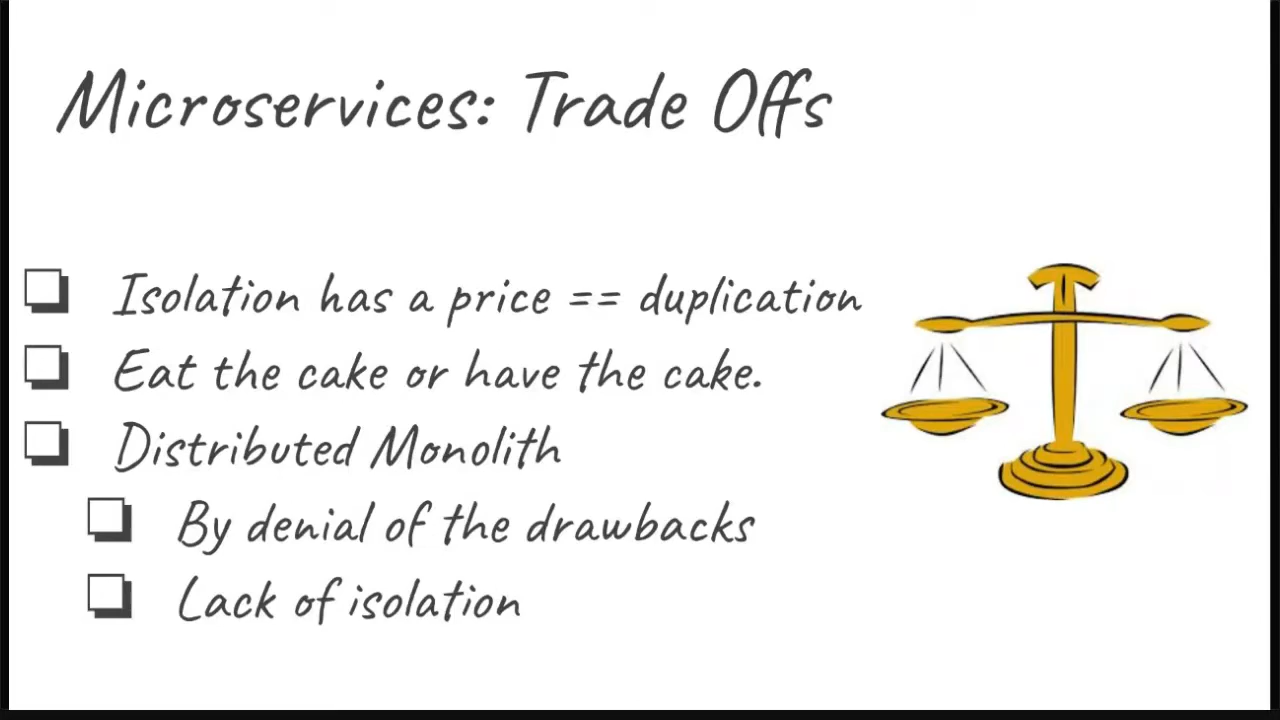 Microservices: Trade Offs
Isolation has a price == duplication
Eat the cake or have the cake.
Distributed Monolith
By denial of the drawbacks
Lack of isolation